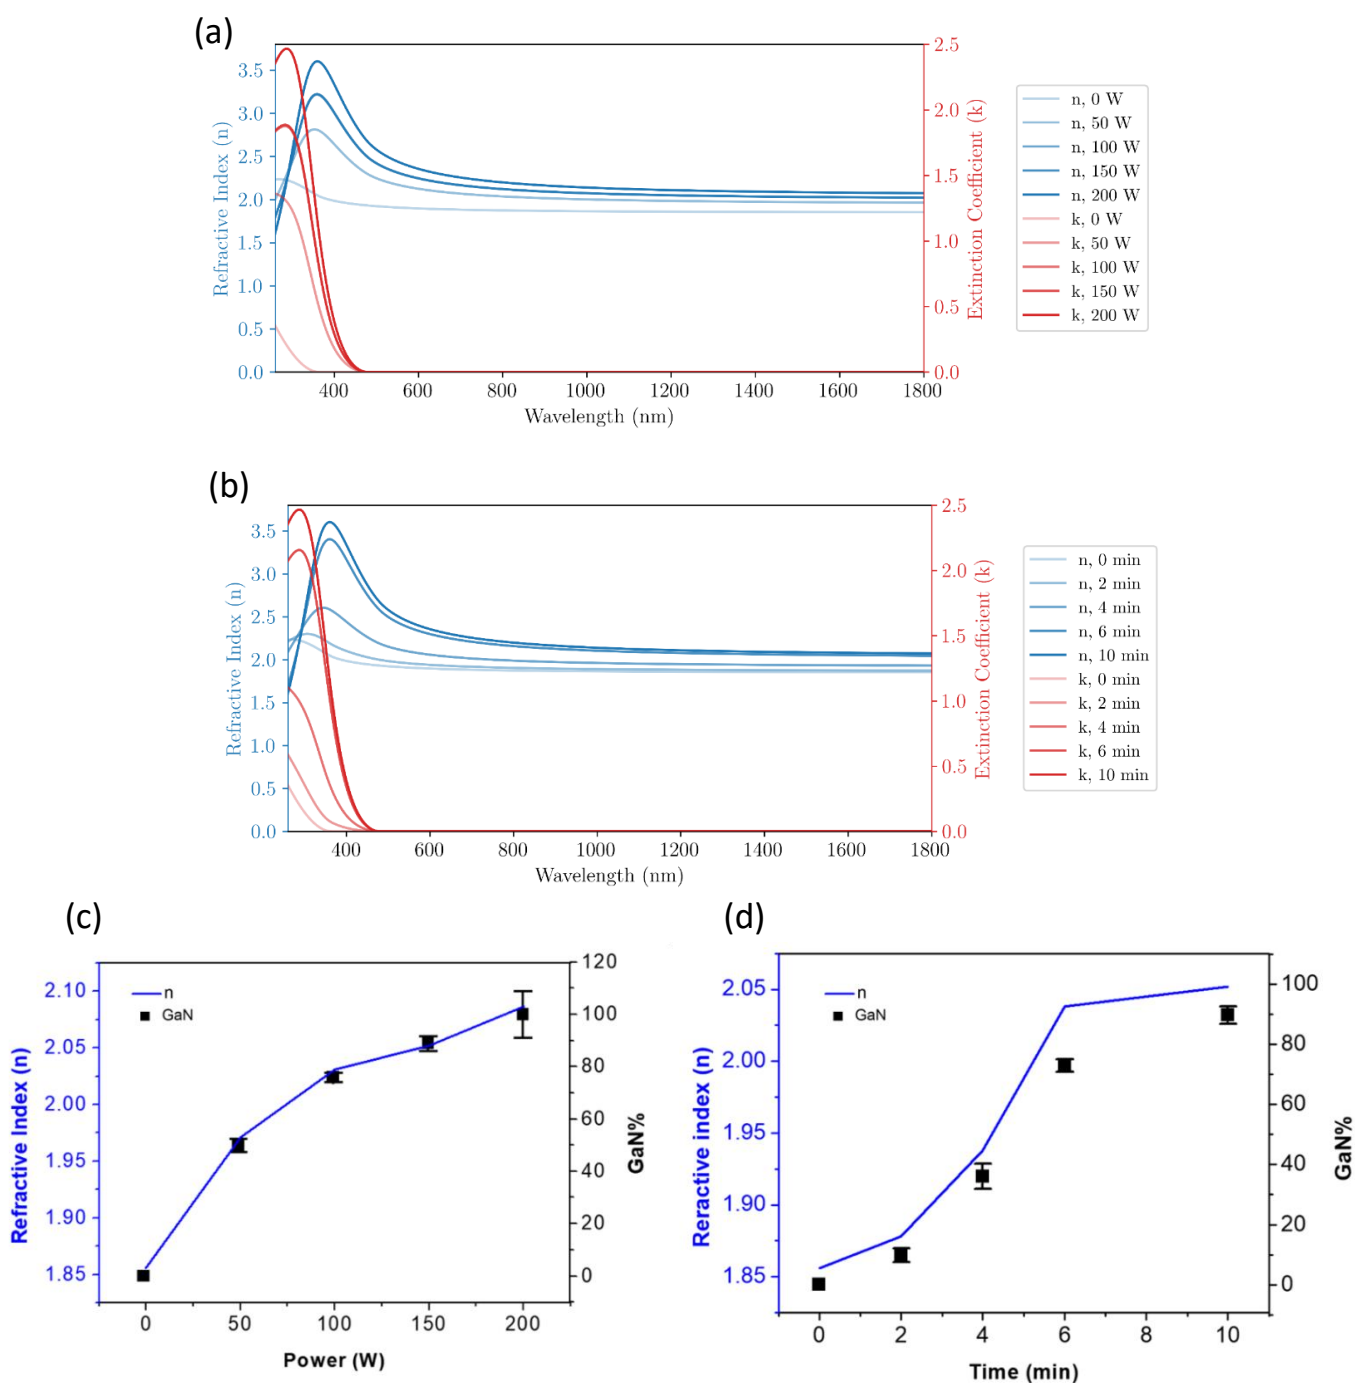 (a)
3.5
3.0
2.5
2.0
1.5
1.0
0.5
0.0
Refractive Index (n)
2.5
2.0
1.5
1.0
0.5
0.0
Extinction Coefficient (k)
400 600 800 1000 1200 1400 1600 1800
Wavelength (nm)
n, 0 W
n, 50 W
n, 100 W
n, 150 W
n, 200 W
k, 0 W
k, 50 W
k, 100 W
k, 150 W
k, 200 W
(b)
3.5
3.0
2.5
2.0
1.5
1.0
0.5
0.0
Refractive Index (n)
2.5
2.0
1.5
1.0
0.5
0.0
Extinction Coefficient (k)
400 600 800 1000 1200 1400 1600 1800
Wavelength (nm)
n, 0 min
n, 2 min
n, 4 min
n, 6 min
n, 10 min
k, 0 min
k, 2 min
k, 4 min
k, 6 min
k, 10 min
(c)
2.10
2.05
2.00
1.95
1.90
1.85
Refractive Index (n)
n
GaN
120
100
80
60
40
20
0
GaN%
0 50 100 150 200
Power (W)
(d)
2.05
2.00
1.95
1.90
1.85
Reractive index (n)
n
GaN
100
80
60
40
20
0
GaN%
0 2 4 6 8 10
Time (min)